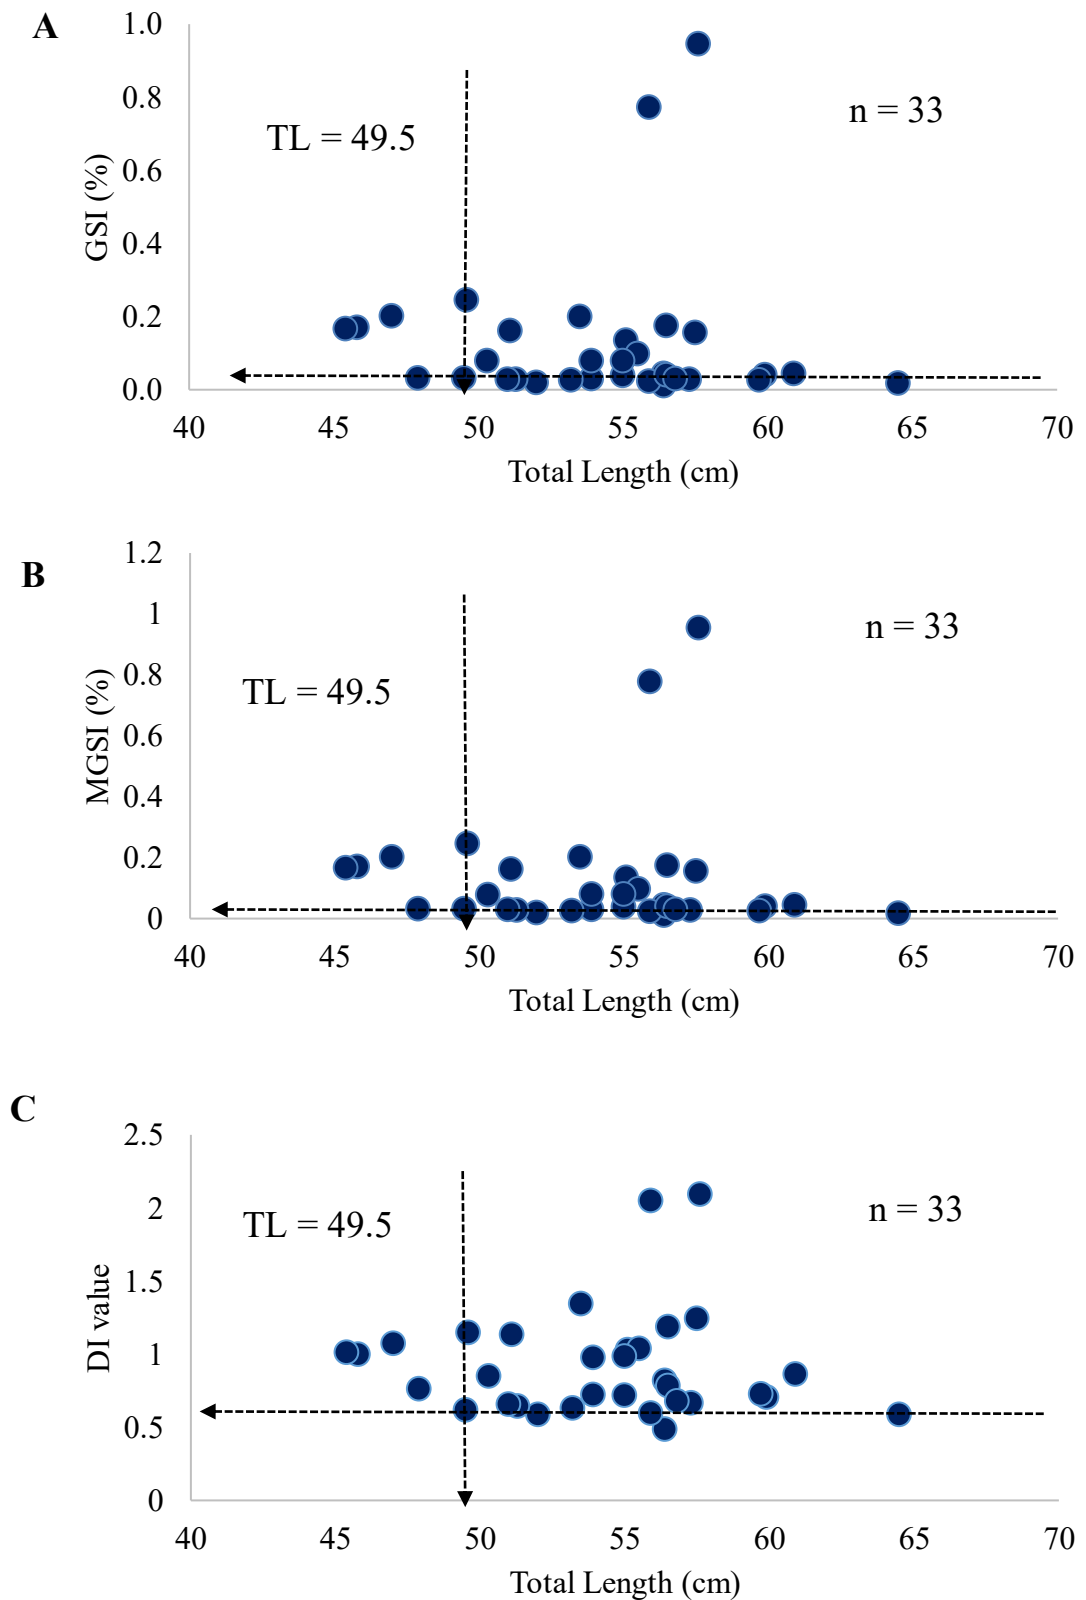 A
1.0
0.8
0.6
0.4
0.2
0.0
GSI (%)
TL = 49.5
n = 33
40 45 50 55 60 65 70
Total Length (cm)
B
1.2
1
0.8
0.6
0.4
0.2
0
MGSI (%)
TL = 49.5
n = 33
40 45 50 55 60 65 70
Total Length (cm)
C
2.5
2
1.5
1
0.5
0
DI value
TL = 49.5
n = 33
40 45 50 55 60 65 70
Total Length (cm)